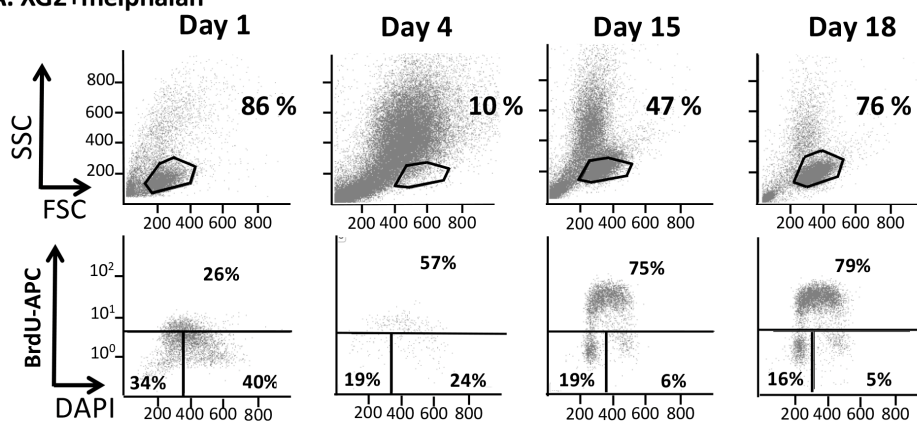 A. XG2+melphalan
Day 1 Day 4 Day 15 Day 18
SSC
800
600
400
200
86 % 10 % 47 % 76 %
FSC
200 400 600 800 200 400 600 800 200 400 600 800 200 400 600 800
BrdU-APC
10²
10¹
10⁰
26% 57% 75% 79%
34% 40% 19% 24% 19% 6% 16% 5%
DAPI
200 400 600 800 200 400 600 800 200 400 600 800 200 400 600 800